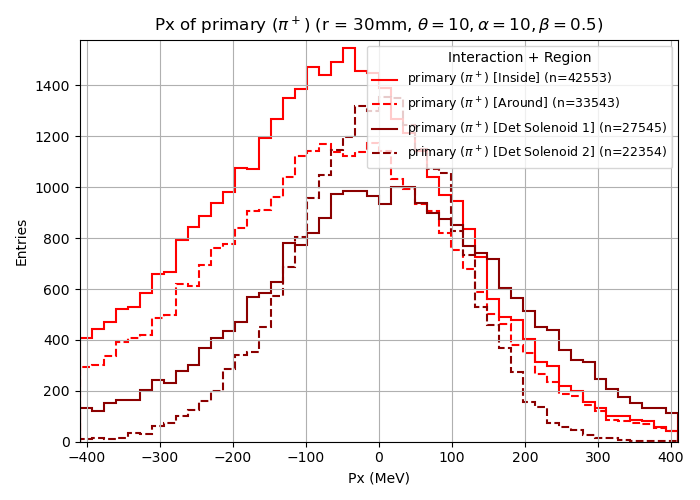 Px of primary (π⁺) (r = 30mm, θ = 10, α = 10, β = 0.5)
Interaction + Region
primary (π⁺) [Inside] (n=42553)
primary (π⁺) [Around] (n=33543)
primary (π⁺) [Det Solenoid 1] (n=27545)
primary (π⁺) [Det Solenoid 2] (n=22354)
Entries
1400
1200
1000
800
600
400
200
0
−400 −300 −200 −100 0 100 200 300 400
Px (MeV)